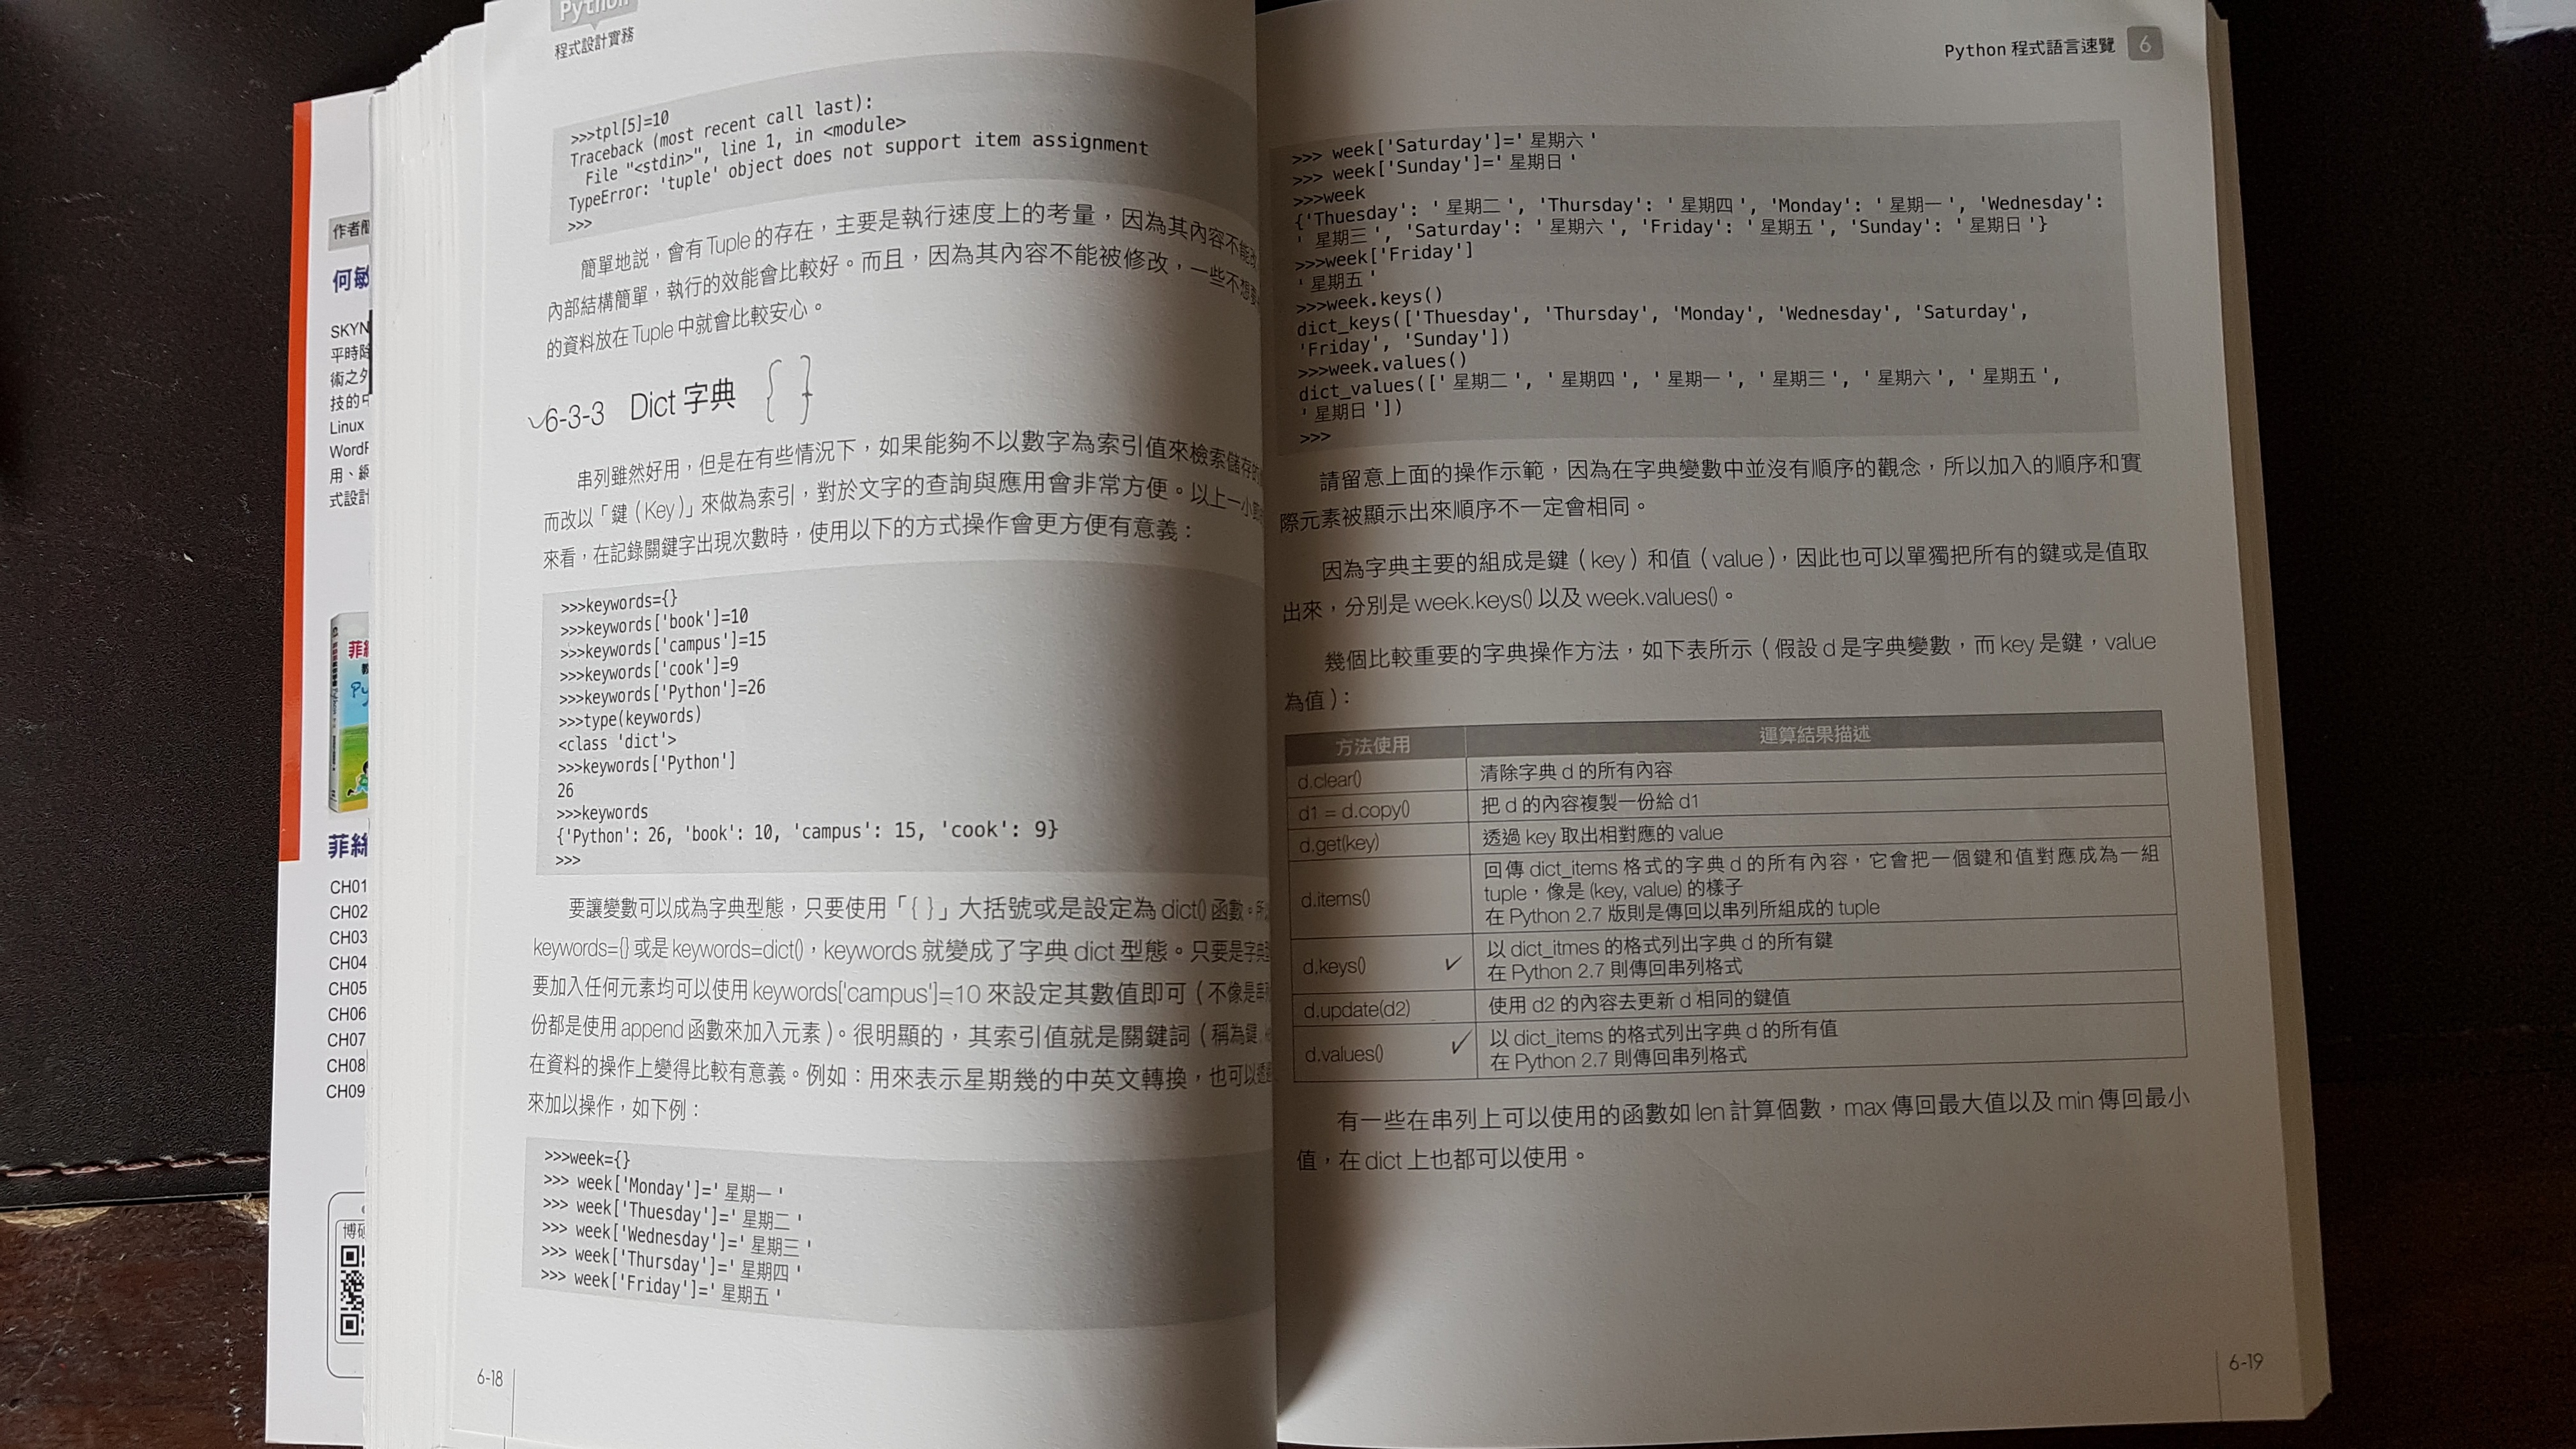 作者簡
何敏
SKYN
平時除
術之外
技的中
Linux
WordP
式設計
菲絲
CH01
CH02
CH03
CH04
CH05
CH06
CH07
CH08
CH09
博碩
Python
程式設計實務
>>>tpl[5]=10
Traceback (most recent call last):
File "<stdin>", line 1, in <module>
TypeError: 'tuple' object does not support item assignment
>>>
簡單地說，會有 Tuple 的存在，主要是執行速度上的考量，因為其內容不能改
內部結構簡單，執行的效能會比較好。而且，因為其內容不能被修改，一些不想
的資料放在 Tuple 中就會比較安心。
6-3-3 Dict 字典 { }
串列雖然好用，但是在有些情況下，如果能夠不以數字為索引值來檢索儲存
而改以「鍵（Key）」來做為索引，對於文字的查詢與應用會非常方便。以上一小
來看，在記錄關鍵字出現次數時，使用以下的方式操作會更方便有意義：
>>>keywords={}
>>>keywords['book']=10
>>>keywords['campus']=15
>>>keywords['cook']=9
>>>keywords['Python']=26
>>>type(keywords)
<class 'dict'>
>>>keywords['Python']
26
>>>keywords
{'Python': 26, 'book': 10, 'campus': 15, 'cook': 9}
>>>
要讓變數可以成為字典型態，只要使用「{ }」大括號或是設定為 dict() 函數。
keywords={} 或是 keywords=dict()，keywords 就變成了字典 dict 型態。只要是字典
要加入任何元素均可以使用 keywords['campus']=10 來設定其數值即可（不像是串
份都是使用 append 函數來加入元素）。很明顯的，其索引值就是關鍵詞（稱為鍵
在資料的操作上變得比較有意義。例如：用來表示星期幾的中英文轉換，也可以
來加以操作，如下例：
>>>week={}
>>> week['Monday']=' 星期一 '
>>> week['Thuesday']=' 星期二 '
>>> week['Wednesday']=' 星期三 '
>>> week['Thursday']=' 星期四 '
>>> week['Friday']=' 星期五 '
6-18
Python 程式語言速覽 6
>>> week['Saturday']=' 星期六 '
>>> week['Sunday']=' 星期日 '
>>>week
{'Thuesday': ' 星期二 ', 'Thursday': ' 星期四 ', 'Monday': ' 星期一 ', 'Wednesday':
' 星期三 ', 'Saturday': ' 星期六 ', 'Friday': ' 星期五 ', 'Sunday': ' 星期日 '}
>>>week['Friday']
' 星期五 '
>>>week.keys()
dict_keys(['Thuesday', 'Thursday', 'Monday', 'Wednesday', 'Saturday',
'Friday', 'Sunday'])
>>>week.values()
dict_values([' 星期二 ', ' 星期四 ', ' 星期一 ', ' 星期三 ', ' 星期六 ', ' 星期五 ',
' 星期日 '])
>>>
請留意上面的操作示範，因為在字典變數中並沒有順序的觀念，所以加入的順序和實
際元素被顯示出來順序不一定會相同。
因為字典主要的組成是鍵（key）和值（value），因此也可以單獨把所有的鍵或是值取
出來，分別是 week.keys() 以及 week.values()。
幾個比較重要的字典操作方法，如下表所示（假設 d 是字典變數，而 key 是鍵，value
為值）：
方法使用 運算結果描述
d.clear() 清除字典 d 的所有內容
d1 = d.copy() 把 d 的內容複製一份給 d1
d.get(key) 透過 key 取出相對應的 value
d.items() 回傳 dict_items 格式的字典 d 的所有內容，它會把一個鍵和值對應成為一組
tuple，像是 (key, value) 的樣子
在 Python 2.7 版則是傳回以串列所組成的 tuple
d.keys() ✓ 以 dict_itmes 的格式列出字典 d 的所有鍵
在 Python 2.7 則傳回串列格式
d.update(d2) 使用 d2 的內容去更新 d 相同的鍵值
d.values() ✓ 以 dict_items 的格式列出字典 d 的所有值
在 Python 2.7 則傳回串列格式
有一些在串列上可以使用的函數如 len 計算個數，max 傳回最大值以及 min 傳回最小
值，在 dict 上也都可以使用。
6-19